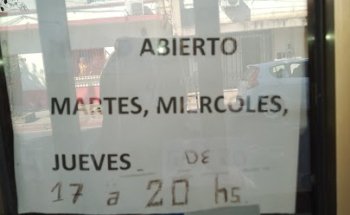 ABIERTO
MARTES, MIERCOLES,
JUEVES DE
17 a 20 hs